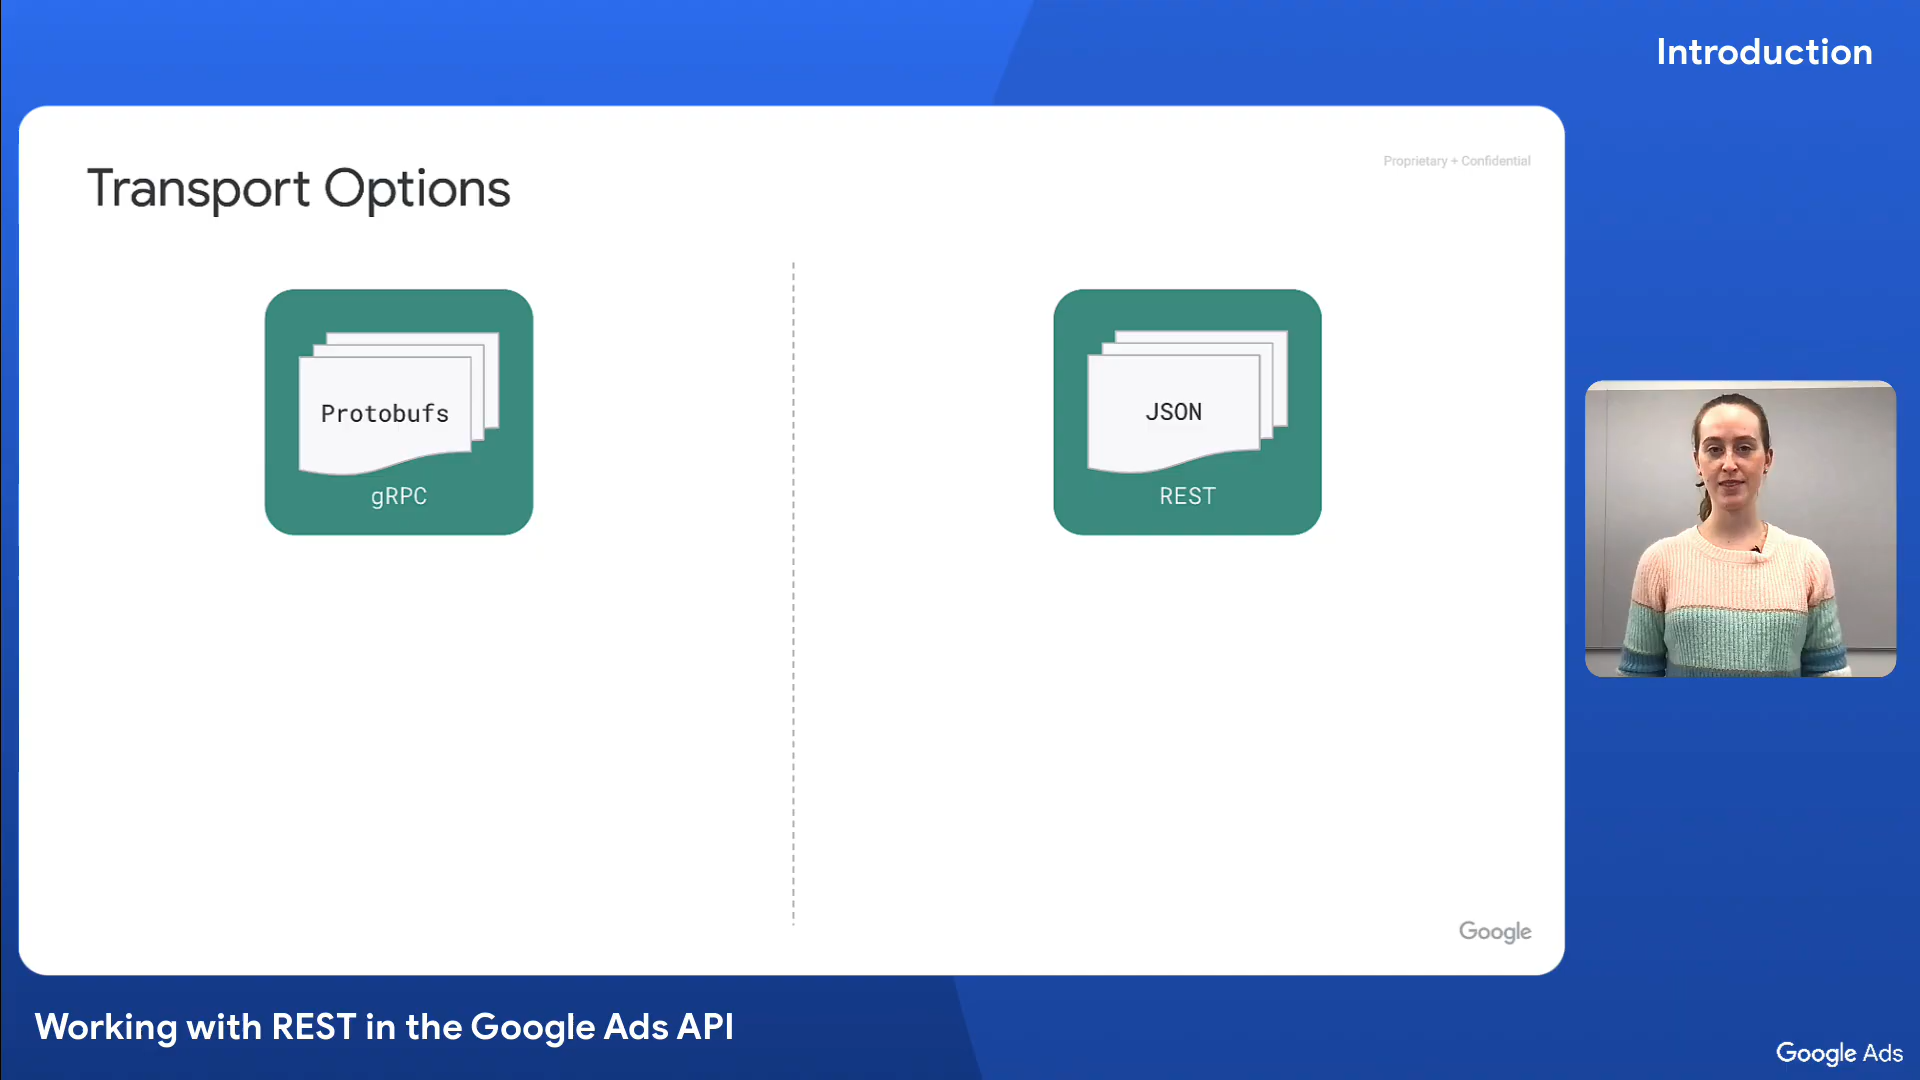 Introduction
Proprietary + Confidential
Transport Options
Protobufs
gRPC
JSON
REST
Google
Working with REST in the Google Ads API
Google Ads